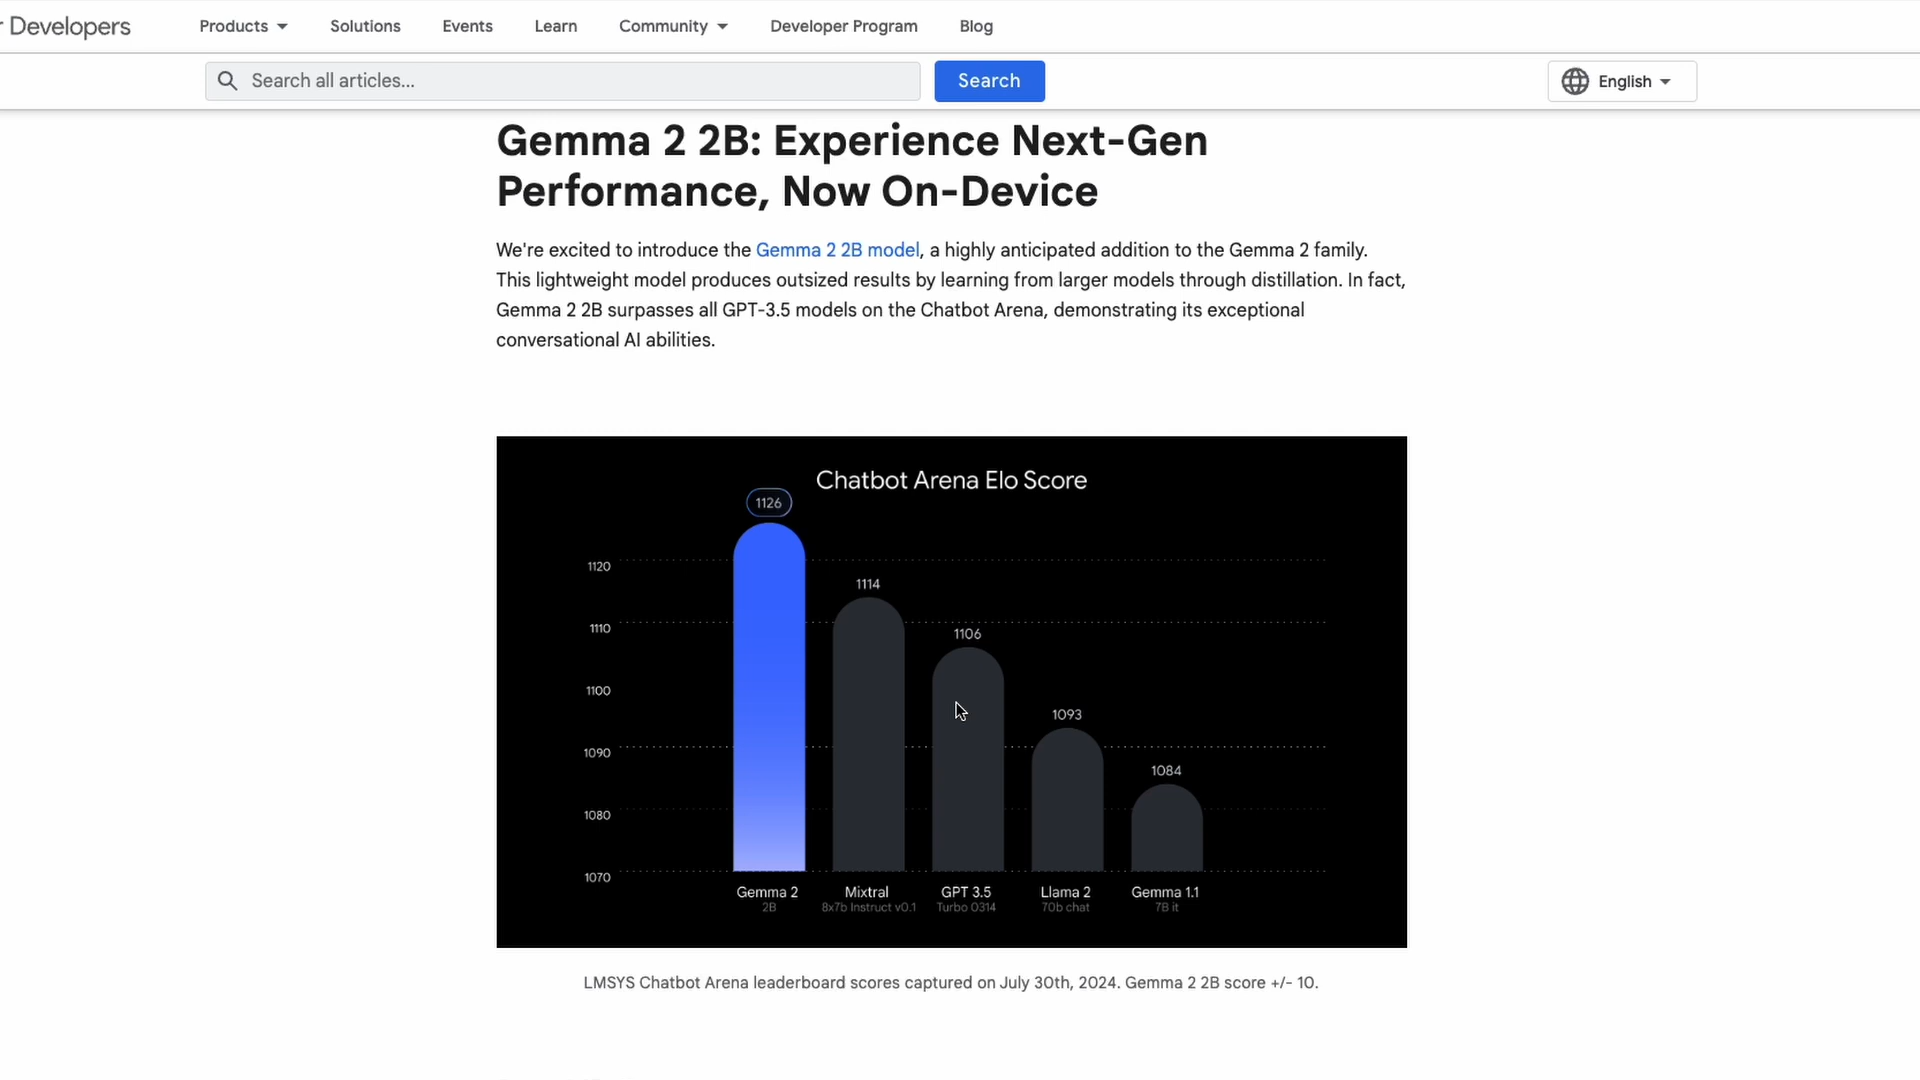 r Developers
Products
Solutions
Events
Learn
Community
Developer Program
Blog
Search all articles...
Search
English
Gemma 2 2B: Experience Next-Gen
Performance, Now On-Device
We're excited to introduce the Gemma 2 2B model, a highly anticipated addition to the Gemma 2 family.
This lightweight model produces outsized results by learning from larger models through distillation. In fact,
Gemma 2 2B surpasses all GPT-3.5 models on the Chatbot Arena, demonstrating its exceptional
conversational AI abilities.
Chatbot Arena Elo Score
1126
1120
1114
1110
1106
1100
1093
1090
1084
1080
1070
Gemma 2 Mixtral GPT 3.5 Llama 2 Gemma 1.1
2B 8x7b Instruct v0.1 Turbo 0314 70b chat 7B it
LMSYS Chatbot Arena leaderboard scores captured on July 30th, 2024. Gemma 2 2B score +/- 10.